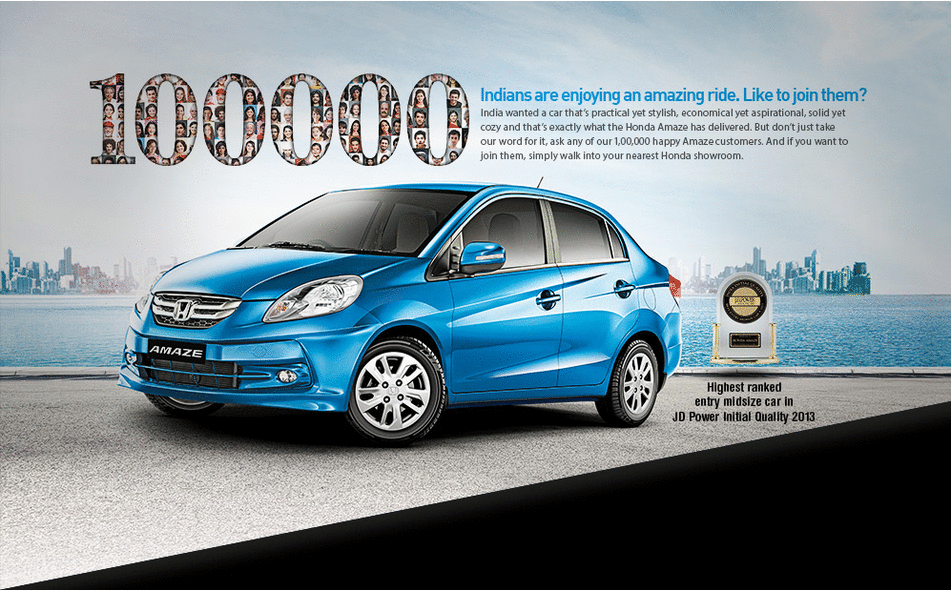 100000
Indians are enjoying an amazing ride. Like to join them?
India wanted a car that's practical yet stylish, economical yet aspirational, solid yet
cozy and that's exactly what the Honda Amaze has delivered. But don't just take
our word for it, ask any of our 1,00,000 happy Amaze customers. And if you want to
join them, simply walk into your nearest Honda showroom.
AMAZE
Highest ranked
entry midsize car in
JD Power Initial Quality 2013